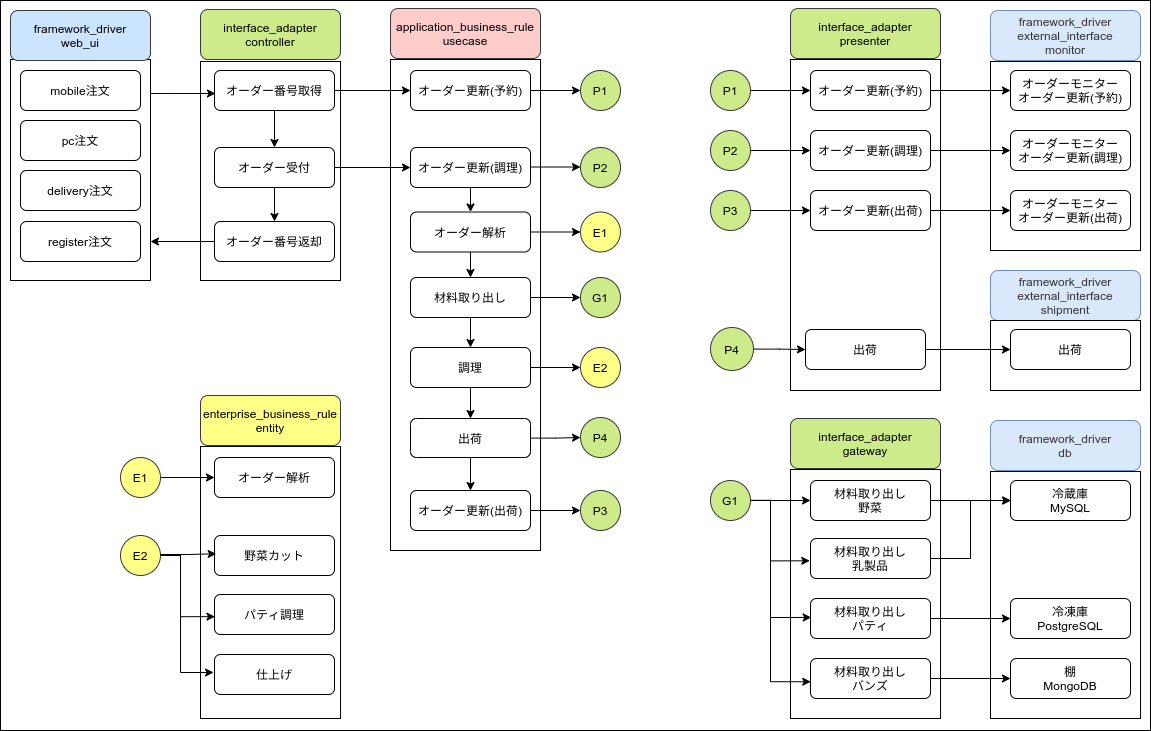 framework_driver
web_ui
mobile注文
pc注文
delivery注文
register注文
interface_adapter
controller
オーダー番号取得
オーダー受付
オーダー番号返却
application_business_rule
usecase
オーダー更新(予約)
オーダー更新(調理)
オーダー解析
材料取り出し
調理
出荷
オーダー更新(出荷)
P1
P2
E1
G1
E2
P4
P3
enterprise_business_rule
entity
E1
オーダー解析
E2
野菜カット
パティ調理
仕上げ
interface_adapter
presenter
P1
オーダー更新(予約)
P2
オーダー更新(調理)
P3
オーダー更新(出荷)
P4
出荷
framework_driver
external_interface
monitor
オーダーモニター
オーダー更新(予約)
オーダーモニター
オーダー更新(調理)
オーダーモニター
オーダー更新(出荷)
framework_driver
external_interface
shipment
出荷
interface_adapter
gateway
G1
材料取り出し
野菜
材料取り出し
乳製品
材料取り出し
パティ
材料取り出し
バンズ
framework_driver
db
冷蔵庫
MySQL
冷凍庫
PostgreSQL
棚
MongoDB